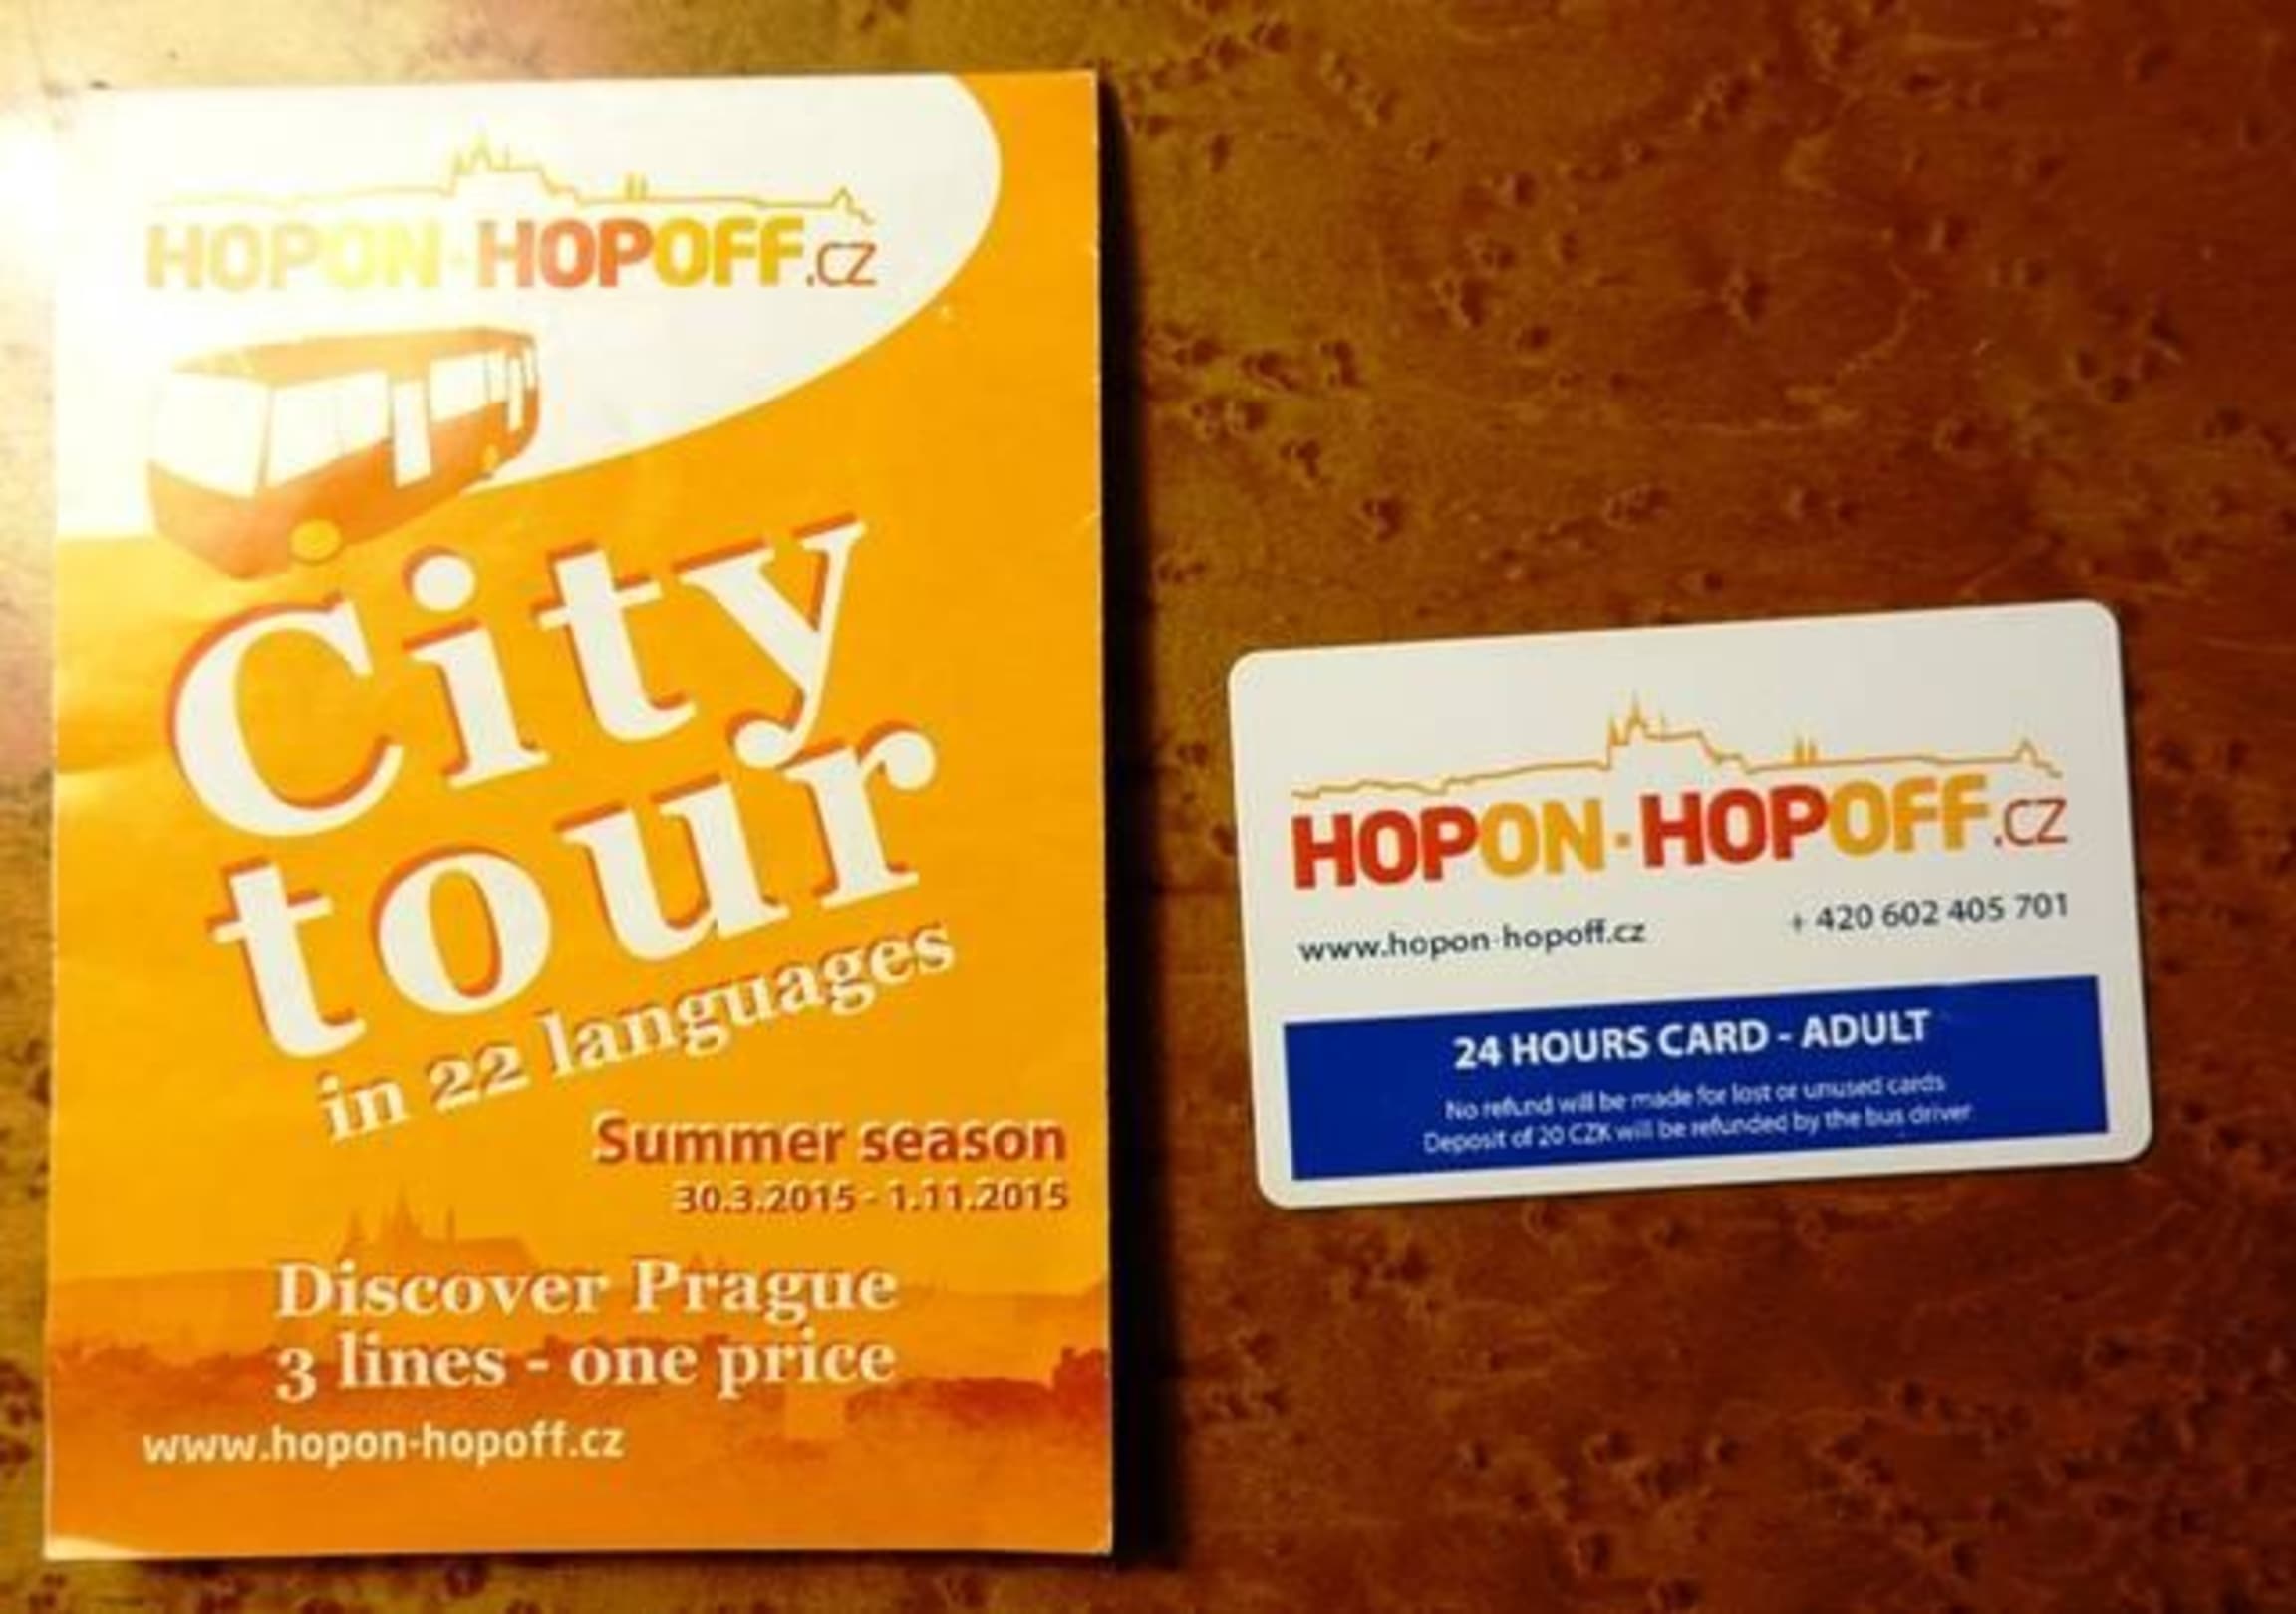 HOPON·HOPOFF.CZ
City
tour
in 22 languages
Summer season
30.3.2015 - 1.11.2015
Discover Prague
3 lines - one price
www.hopon-hopoff.cz
HOPON·HOPOFF.CZ
www.hopon-hopoff.cz + 420 602 405 701
24 HOURS CARD - ADULT
No refund will be made for lost or unused cards
Deposit of 20 CZK will be refunded by the bus driver